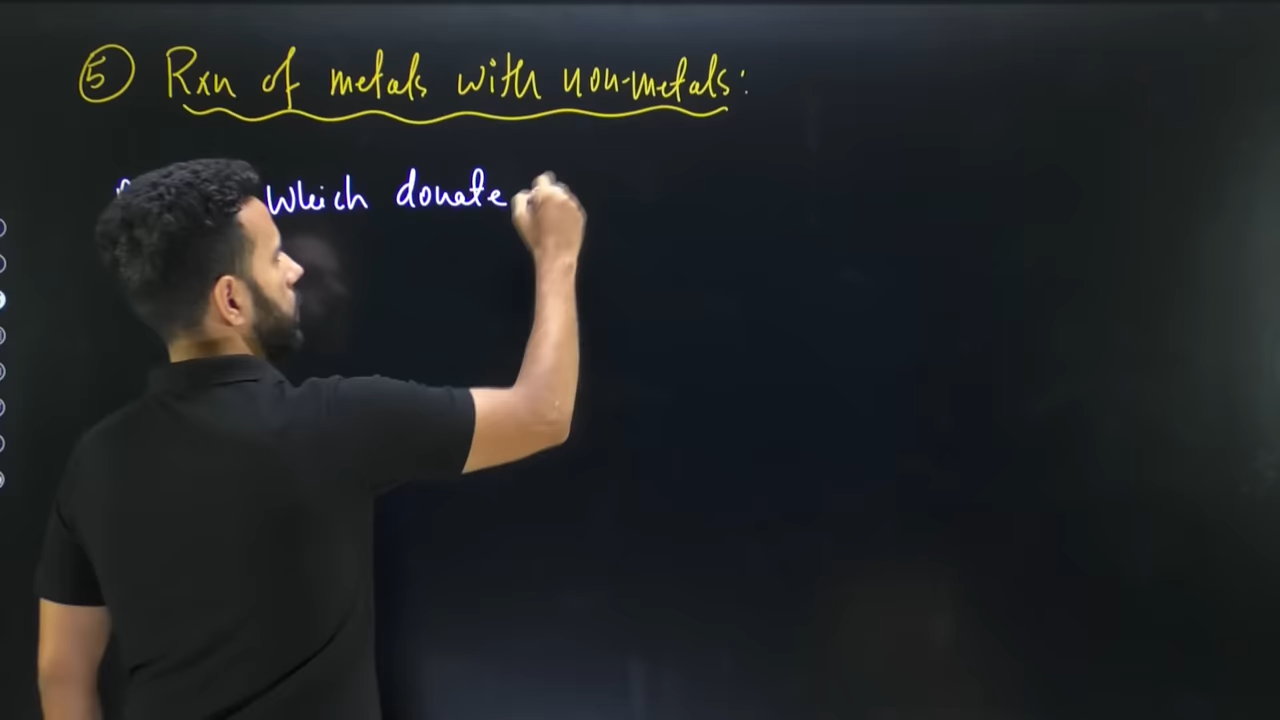 ⑤ Rxn of metals with non-metals:
which donate